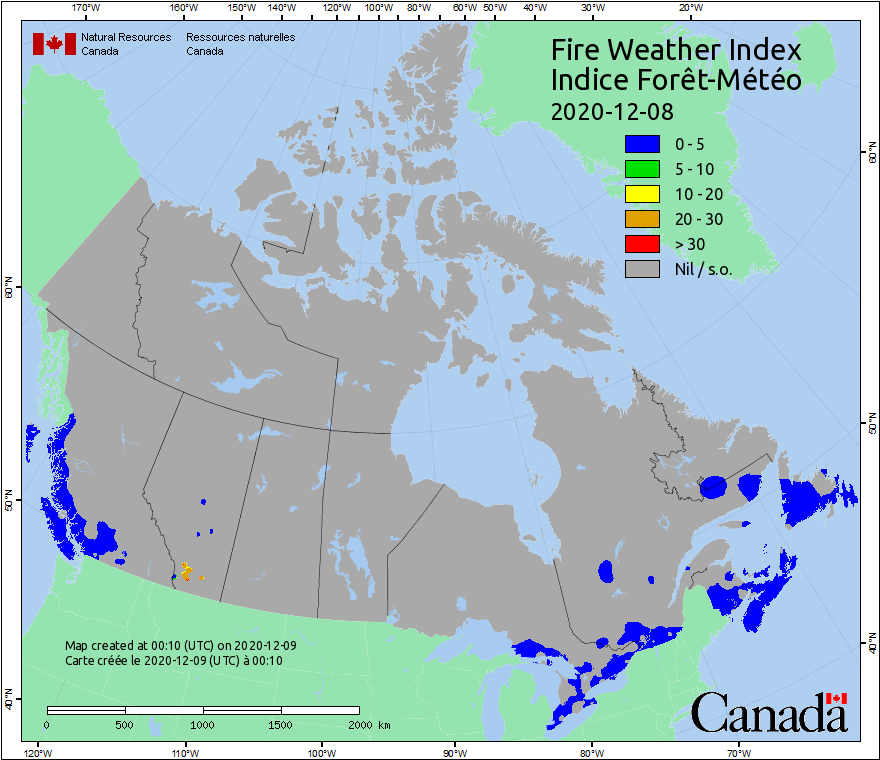 170°W 160°W 150°W 140°W 130°W 120°W 110°W 100°W 90°W 80°W 60°W 50°W 40°W 30°W 20°W
Natural Resources Ressources naturelles
Canada Canada
Fire Weather Index
Indice Forêt-Météo
2020-12-08
0 - 5
5 - 10
10 - 20
20 - 30
> 30
Nil / s.o.
60°N
60°N
50°N
50°N
40°N
40°N
Map created at 00:10 (UTC) on 2020-12-09
Carte créée le 2020-12-09 (UTC) à 00:10
0 500 1000 1500 2000 km
Canada
120°W 110°W 100°W 90°W 80°W 70°W